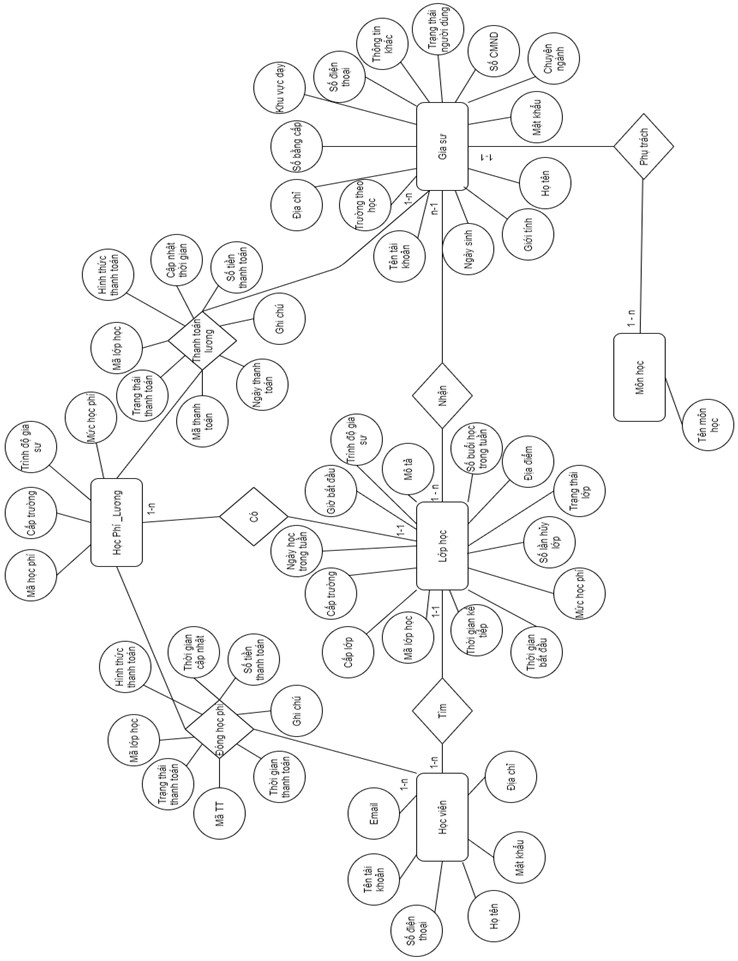 Mã học phí
Cấp trường
Trình độ gia
sư
Mức học phí
Học Phí _Lương
1-n
Hình thức
thanh toán
Mã lớp học
Trạng thái
thanh toán
Thời gian
cập nhật
Mã TT
Đóng học phí
Số tiền
thanh toán
Thời gian
thanh toán
Ghi chú
Mã lớp học
Hình thức
thanh toán
Trạng thái
thanh toán
Cập nhật
thời gian
Mã thanh
toán
Thanh toán
lương
Số tiền
thanh toán
Ngày thanh
toán
Ghi chú
Có
Ngày học
trong tuần
Cấp trường
Giờ bắt đầu
Cấp lớp
Trình độ gia
sư
Mã lớp học
1-1
Mô tả
Địa chỉ
Số bằng cấp
Khu vực dạy
Số điện
thoại
Trường theo
học
Thông tin
khác
Tên tài
khoản
1-n
Trạng thái
người dùng
Tên tài
khoản
Email
Số điện
thoại
1-n
Học viên
1-n
Tìm
1-1
Lớp học
1 - n
Nhận
n-1
Gia sư
Họ tên
Mật khẩu
Địa chỉ
Thời gian kế
tiếp
Số buổi học
trong tuần
Thời gian
bắt đầu
Địa điểm
Số lần hủy
lớp
Mức học phí
Trạng thái
lớp
Ngày sinh
1-1
Số CMND
Giới tính
Họ tên
Mật khẩu
Chuyên
ngành
Môn học
1 - n
Phụ trách
Tên môn
học